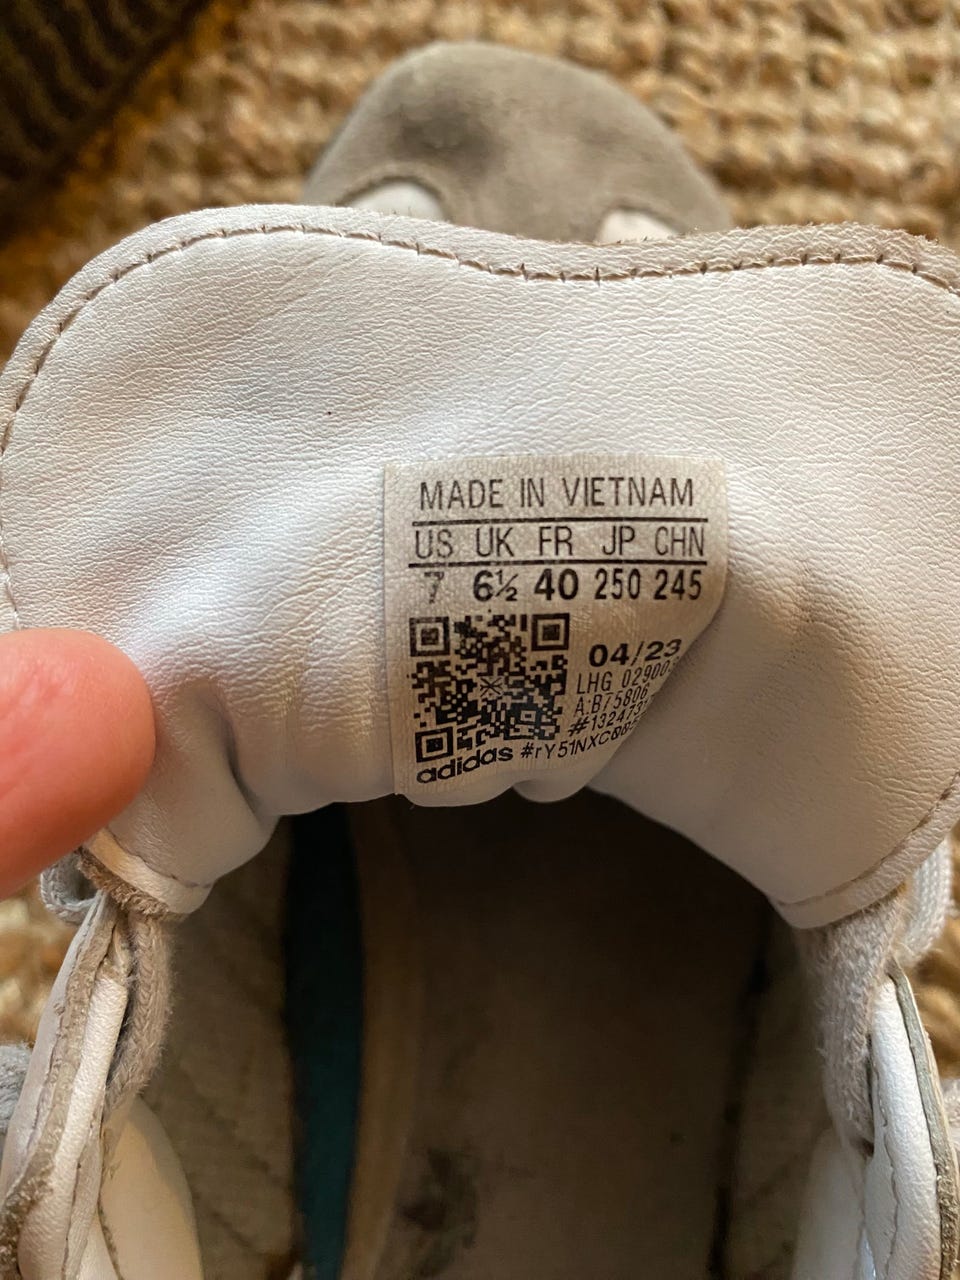 MADE IN VIETNAM
US UK FR JP CHN
7 6½ 40 250 245
04/23
LHG
adidas